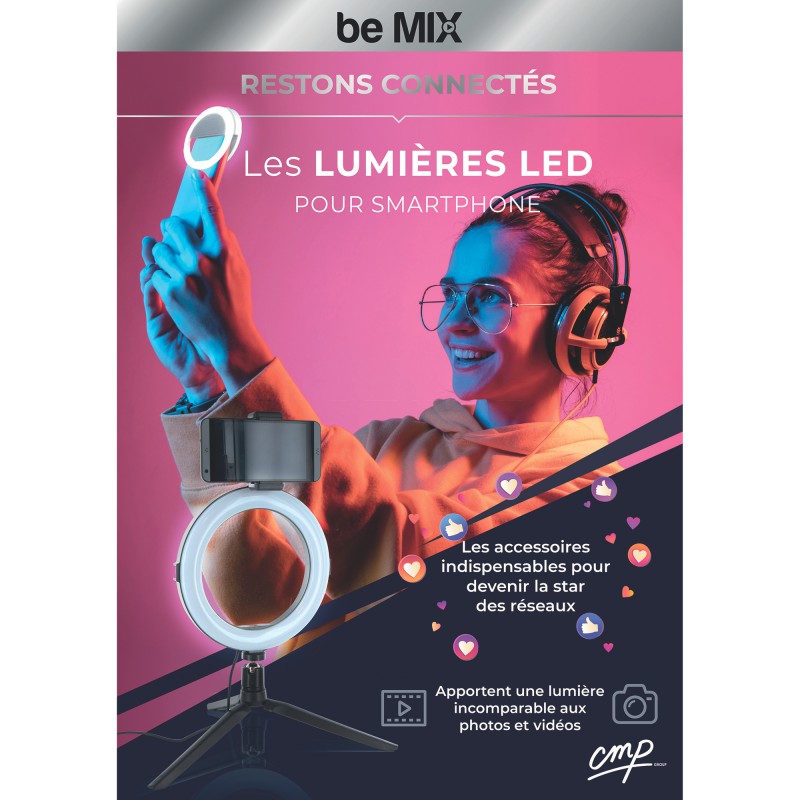 be MIX
RESTONS CONNECTÉS
Les LUMIÈRES LED
POUR SMARTPHONE
Les accessoires
indispensables pour
devenir la star
des réseaux
Apportent une lumière
incomparable aux
photos et vidéos
cmp GROUP